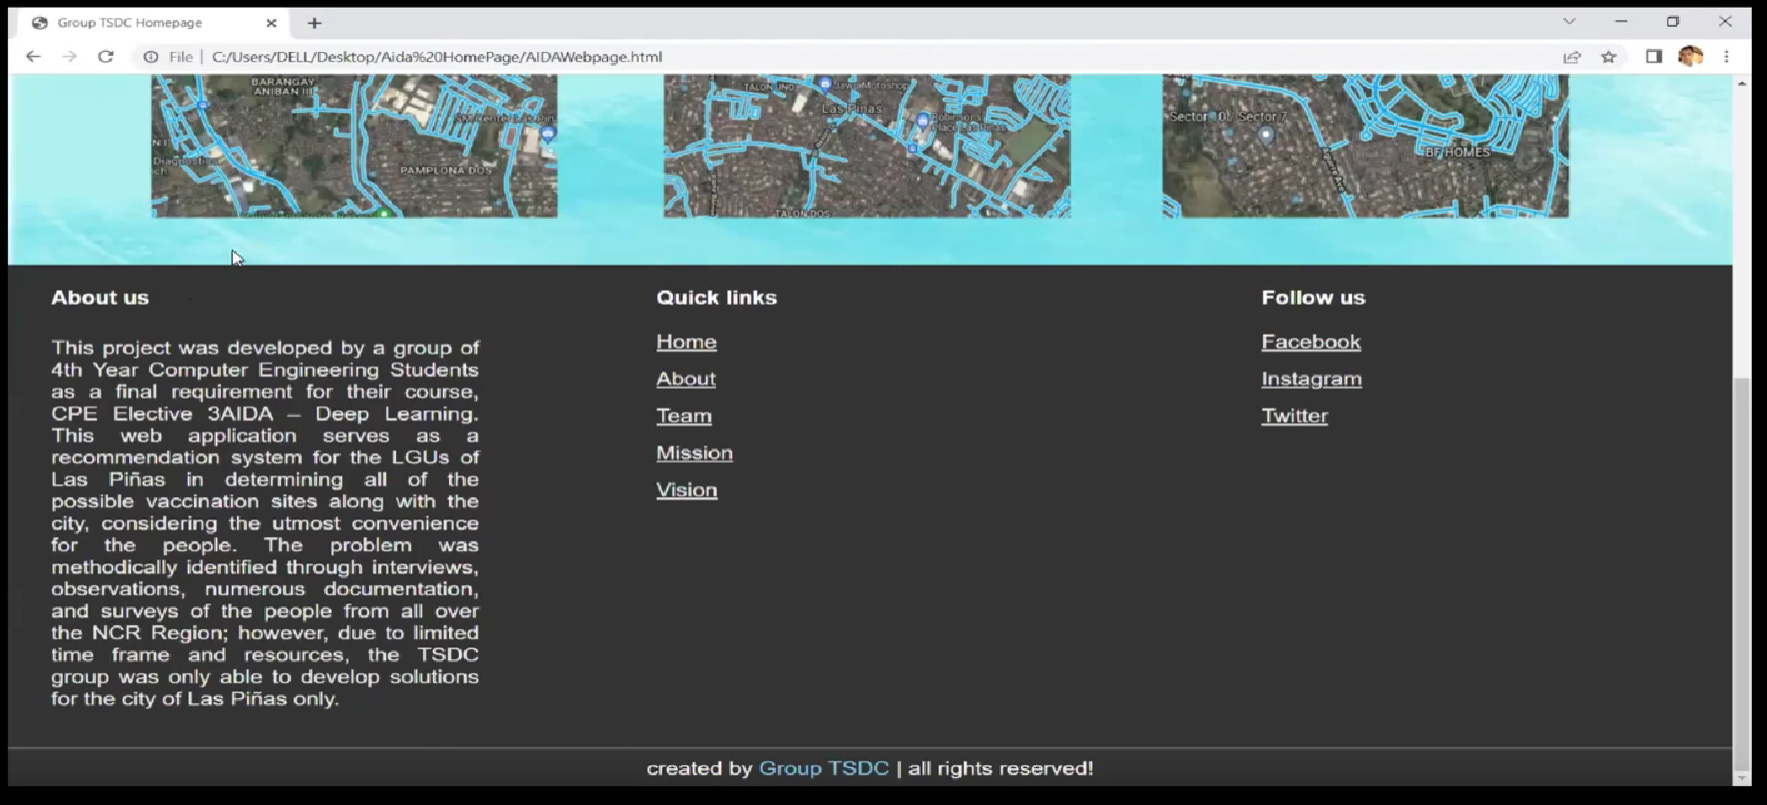 Group TSDC Homepage
File | C:/Users/DELL/Desktop/Aida%20HomePage/AIDAWebpage.html
BARANGAY
ANIBAN III
Diagnostic
PAMPLONA DOS
TALON UNO
Las Piñas
Robinson's
Place Las Piñas
TALON DOS
Sector 10
Sector 7
BF HOMES
About us
This project was developed by a group of
4th Year Computer Engineering Students
as a final requirement for their course,
CPE Elective 3AIDA – Deep Learning.
This web application serves as a
recommendation system for the LGUs of
Las Piñas in determining all of the
possible vaccination sites along with the
city, considering the utmost convenience
for the people. The problem was
methodically identified through interviews,
observations, numerous documentation,
and surveys of the people from all over
the NCR Region; however, due to limited
time frame and resources, the TSDC
group was only able to develop solutions
for the city of Las Piñas only.
Quick links
Home
About
Team
Mission
Vision
Follow us
Facebook
Instagram
Twitter
created by Group TSDC | all rights reserved!